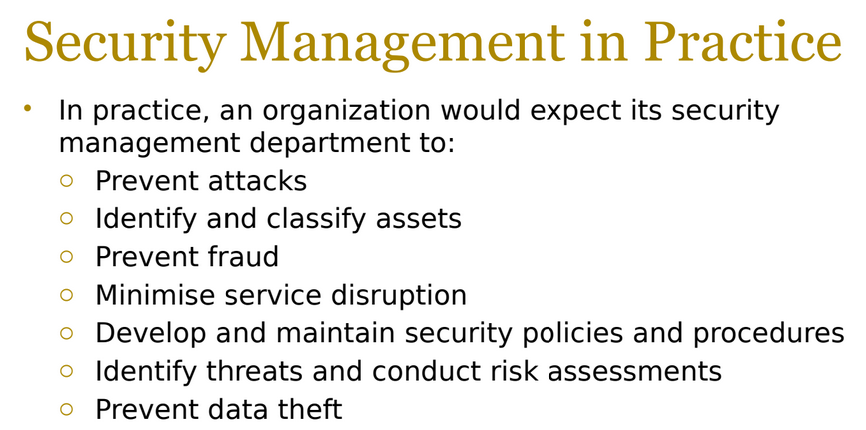 Security Management in Practice
• In practice, an organization would expect its security
management department to:
○ Prevent attacks
○ Identify and classify assets
○ Prevent fraud
○ Minimise service disruption
○ Develop and maintain security policies and procedures
○ Identify threats and conduct risk assessments
○ Prevent data theft